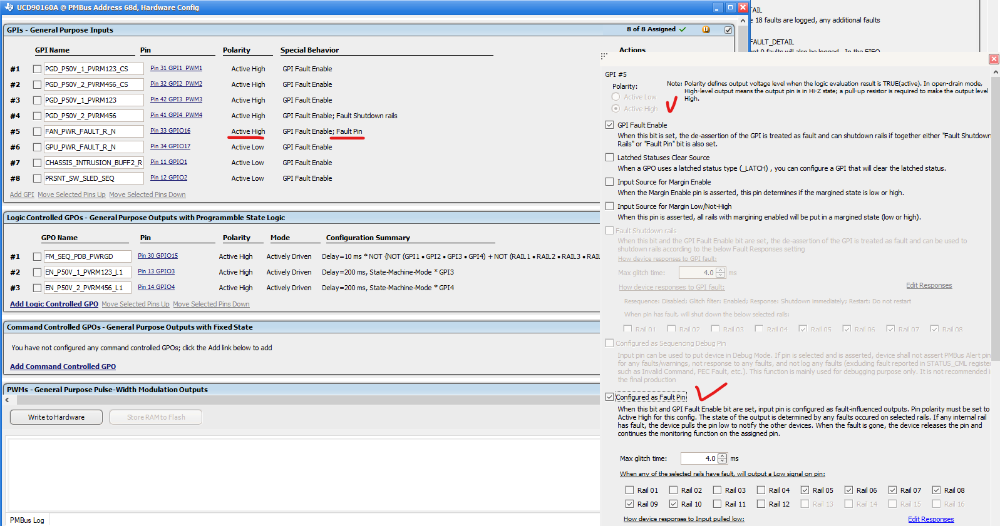 UCD90160A @ PMBus Address 68d, Hardware Config
AIL
e 18 faults are logged, any additional faults
FAULT_DETAIL
GPIs - General Purpose Inputs
8 of 8 Assigned
GPI Name Pin Polarity Special Behavior Actions
#1 PGD_P50V_1_PVRM123_CS Pin 31 GPI1_PWM1 Active High GPI Fault Enable
#2 PGD_P50V_2_PVRM456_CS Pin 32 GPI2_PWM2 Active High GPI Fault Enable
#3 PGD_P50V_1_PVRM123 Pin 42 GPI3_PWM3 Active High GPI Fault Enable
#4 PGD_P50V_2_PVRM456 Pin 41 GPI4_PWM4 Active High GPI Fault Enable; Fault Shutdown rails
#5 FAN_PWR_FAULT_R_N Pin 33 GPIO16 Active High GPI Fault Enable; Fault Pin
#6 GPU_PWR_FAULT_R_N Pin 34 GPIO17 Active Low GPI Fault Enable
#7 CHASSIS_INTRUSION_BUFF2_R Pin 11 GPIO1 Active Low GPI Fault Enable
#8 PRSNT_SW_SLED_SEQ Pin 12 GPIO2 Active Low GPI Fault Enable
Add GPI Move Selected Pins Up Move Selected Pins Down
Logic Controlled GPOs - General Purpose Outputs with Programmble State Logic
GPO Name Pin Polarity Mode Configuration Summary
#1 FM_SEQ_PDB_PWRGD Pin 30 GPIO15 Active High Actively Driven Delay=10 ms * NOT {NOT (GPI1 • GPI2 • GPI3 • GPI4) + NOT (RAIL1 • RAIL2 • RAIL3 • RAIL
#2 EN_P50V_1_PVRM123_L1 Pin 13 GPIO3 Active High Actively Driven Delay=200 ms, State-Machine-Mode * GPI3
#3 EN_P50V_2_PVRM456_L1 Pin 14 GPIO4 Active High Actively Driven Delay=200 ms, State-Machine-Mode * GPI4
Add Logic Controlled GPO Move Selected Pins Up Move Selected Pins Down
Command Controlled GPOs - General Purpose Outputs with Fixed State
You have not configured any command controlled GPOs; click the Add link below to add
Add Command Controlled GPO
PWMs - General Purpose Pulse-Width Modulation Outputs
Write to Hardware Store RAM to Flash
PMBus Log
GPI #5
Polarity:
Active Low
Active High
Note: Polarity defines output voltage level when the logic evaluation result is TRUE(active). In open-drain mode,
High-level output means the output pin is in Hi-Z state; a pull-up resistor is required to make the output level
High.
GPI Fault Enable
When this bit is set, the de-assertion of the GPI is treated as fault and can shutdown rails if together either "Fault Shutdown
Rails" or "Fault Pin" bit is also set.
Latched Statuses Clear Source
When a GPO uses a latched status type (_LATCH) , you can configure a GPI that will clear the latched status.
Input Source for Margin Enable
When the Margin Enable pin is asserted, this pin determines if the margined state is low or high.
Input Source for Margin Low/Not-High
When this pin is asserted, all rails with margining enabled will be put in a margined state (low or high).
Fault Shutdown rails
When this bit and the GPI Fault Enable bit are set, the de-assertion of the GPI is treated as fault and can be used to
shutdown rails according to the below Fault Responses setting
How device responses to GPI fault:
Max glitch time: 4.0 ms
How device responses to GPI fault: Edit Responses
Resequence: Disabled; Glitch filter: Enabled; Response: Shutdown immediately; Restart: Do not restart
When pin has fault, will shut down the below selected rails:
Rail 01 Rail 02 Rail 03 Rail 04 Rail 05 Rail 06 Rail 07 Rail 08
Configured as Sequencing Debug Pin
Input pin can be used to put device in Debug Mode. If pin is selected and is asserted, device shall not assert PMBus Alert pin
for any faults/warnings, not response to any faults, and not log any faults (excluding fault reported in STATUS_CML register
such as Invalid Command, PEC Fault, etc.). This function is mainly used for debugging purpose only. It is not recommended i
the final production
Configured as Fault Pin
When this bit and GPI Fault Enable bit are set, input pin is configured as fault-influenced outputs. Pin polarity must be set to
Active High for this config. The state of the output is determined by any faults occured on selected rails. If any internal rail
has fault, the device pulls the pin low to notify the other devices. When the fault is gone, the device releases the pin and
continues the monitoring function on the assigned pin.
Max glitch time: 4.0 ms
When any of the selected rails have fault, will output a Low signal on pin:
Rail 01 Rail 02 Rail 03 Rail 04 Rail 05 Rail 06 Rail 07 Rail 08
Rail 09 Rail 10 Rail 11 Rail 12 Rail 13 Rail 14 Rail 15 Rail 16
How device responses to Input pulled low: Edit Responses